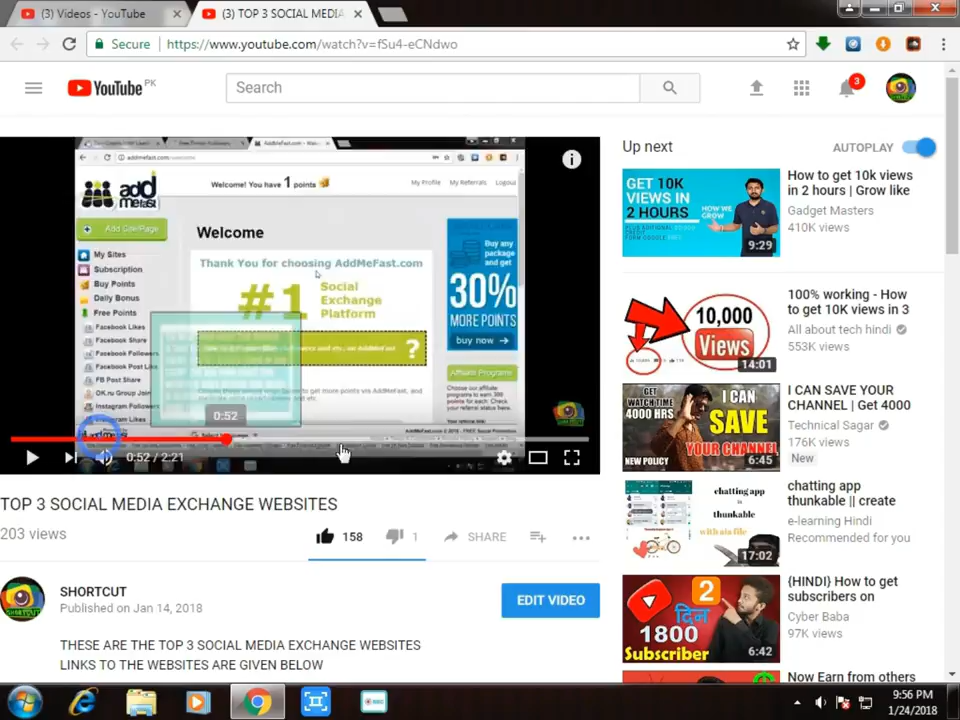 (3) Videos - YouTube
(3) TOP 3 SOCIAL MEDIA
Secure
https://www.youtube.com/watch?v=fSu4-eCNdwo
YouTube PK
Search
3
add me fast
Welcome! You have 1 points
My Profile
My Referrals
Logout
Add Site/Page
Welcome
My Sites
Subscription
Buy Points
Daily Bonus
Free Points
Facebook Likes
Facebook Share
Facebook Followers
Facebook Post Like
FB Post Share
OK.ru Group Join
Instagram Followers
Thank You for choosing AddMeFast.com
#1 Social Exchange Platform
?
Buy any package and get
30%
MORE POINTS
buy now
Affiliate Programs
0:52
0:52 / 2:21
TOP 3 SOCIAL MEDIA EXCHANGE WEBSITES
203 views
158
1
SHARE
SHORTCUT
Published on Jan 14, 2018
EDIT VIDEO
THESE ARE THE TOP 3 SOCIAL MEDIA EXCHANGE WEBSITES
LINKS TO THE WEBSITES ARE GIVEN BELOW
Up next
AUTOPLAY
GET 10K
VIEWS IN
2 HOURS
HOW WE GROW
9:29
How to get 10k views
in 2 hours | Grow like
Gadget Masters
410K views
10,000
Views
14:01
100% working - How
to get 10K views in 3
All about tech hindi
553K views
GET WATCH TIME
4000 HRS
I CAN
SAVE
YOUR CHANNEL
NEW POLICY
6:45
I CAN SAVE YOUR
CHANNEL | Get 4000
Technical Sagar
176K views
New
chatting app
is
thunkable
with aia file
17:02
chatting app
thunkable || create
e-learning Hindi
Recommended for you
2
दिन
1800
Subscriber
6:42
{HINDI} How to get
subscribers on
Cyber Baba
97K views
Now Earn from others
9:56 PM
1/24/2018